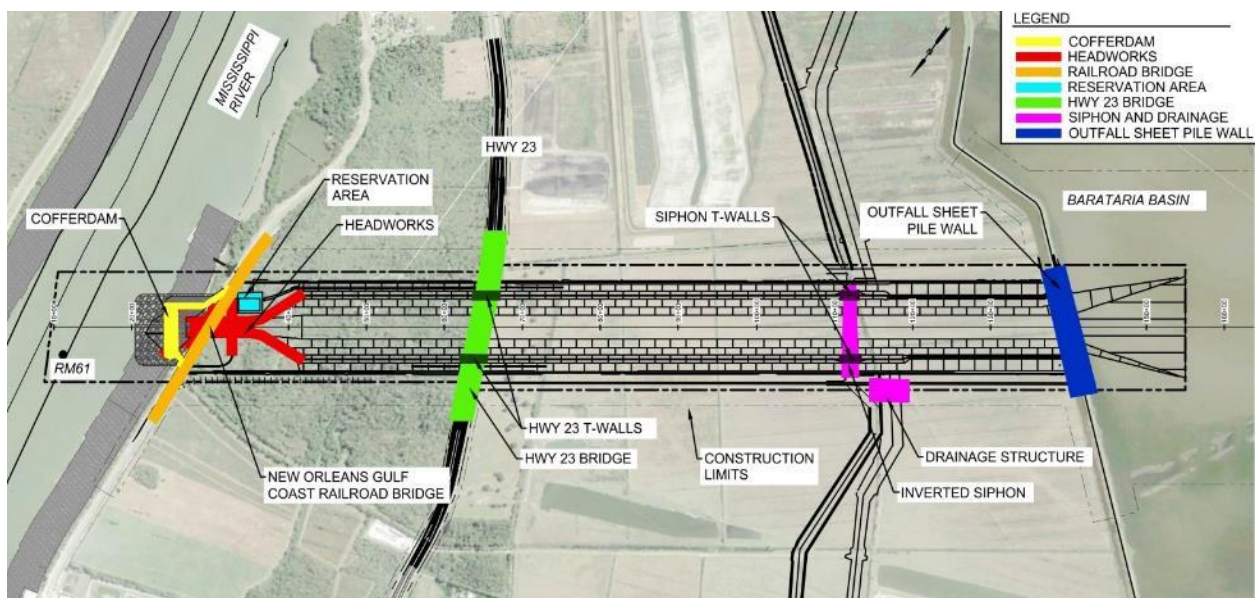 LEGEND
COFFERDAM
HEADWORKS
RAILROAD BRIDGE
RESERVATION AREA
HWY 23 BRIDGE
SIPHON AND DRAINAGE
OUTFALL SHEET PILE WALL
MISSISSIPPI
RIVER
HWY 23
RESERVATION
AREA
COFFERDAM
HEADWORKS
SIPHON T-WALLS
OUTFALL SHEET
PILE WALL
BARATARIA BASIN
RM61
HWY 23 T-WALLS
HWY 23 BRIDGE
NEW ORLEANS GULF
COAST RAILROAD BRIDGE
CONSTRUCTION
LIMITS
DRAINAGE STRUCTURE
INVERTED SIPHON